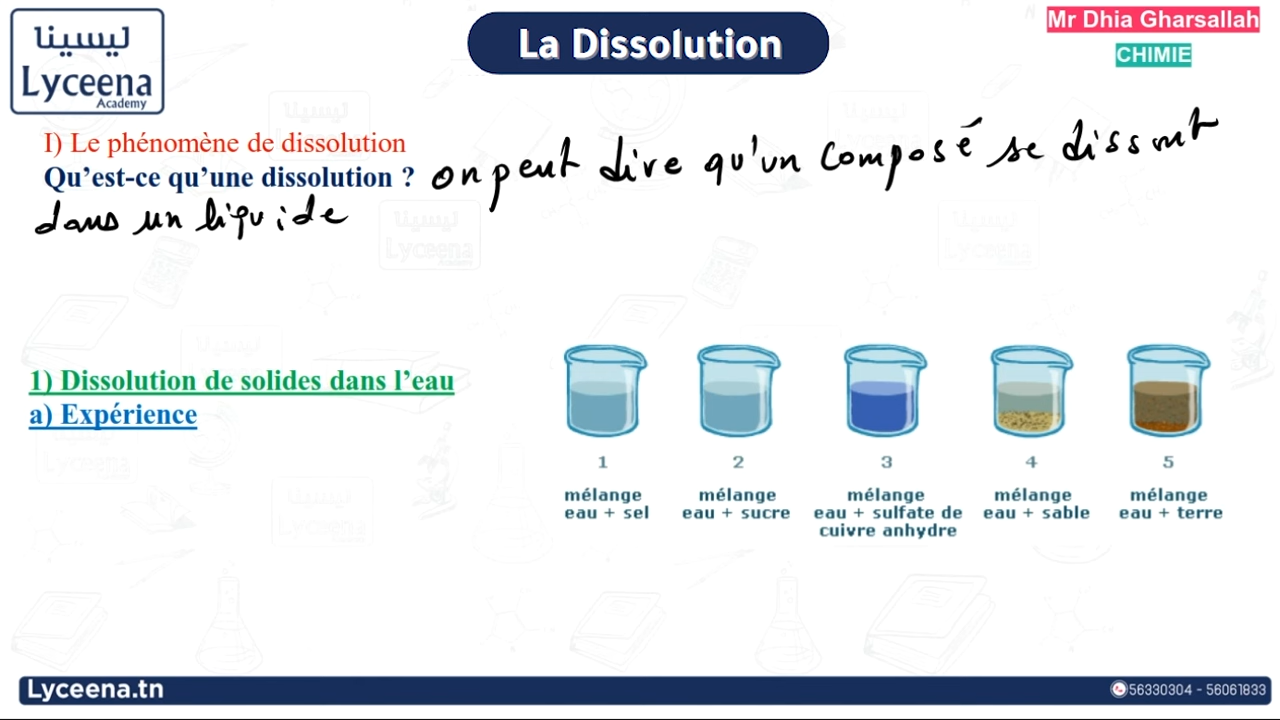 ليسينا
Lyceena
Academy
La Dissolution
Mr Dhia Gharsallah
CHIMIE
I) Le phénomène de dissolution
Qu'est-ce qu'une dissolution ? on peut dire qu'un composé se dissout
dans un liquide
1) Dissolution de solides dans l'eau
a) Expérience
1 2 3 4 5
mélange mélange mélange mélange mélange
eau + sel eau + sucre eau + sulfate de eau + sable eau + terre
cuivre anhydre
Lyceena.tn
56330304 - 56061833